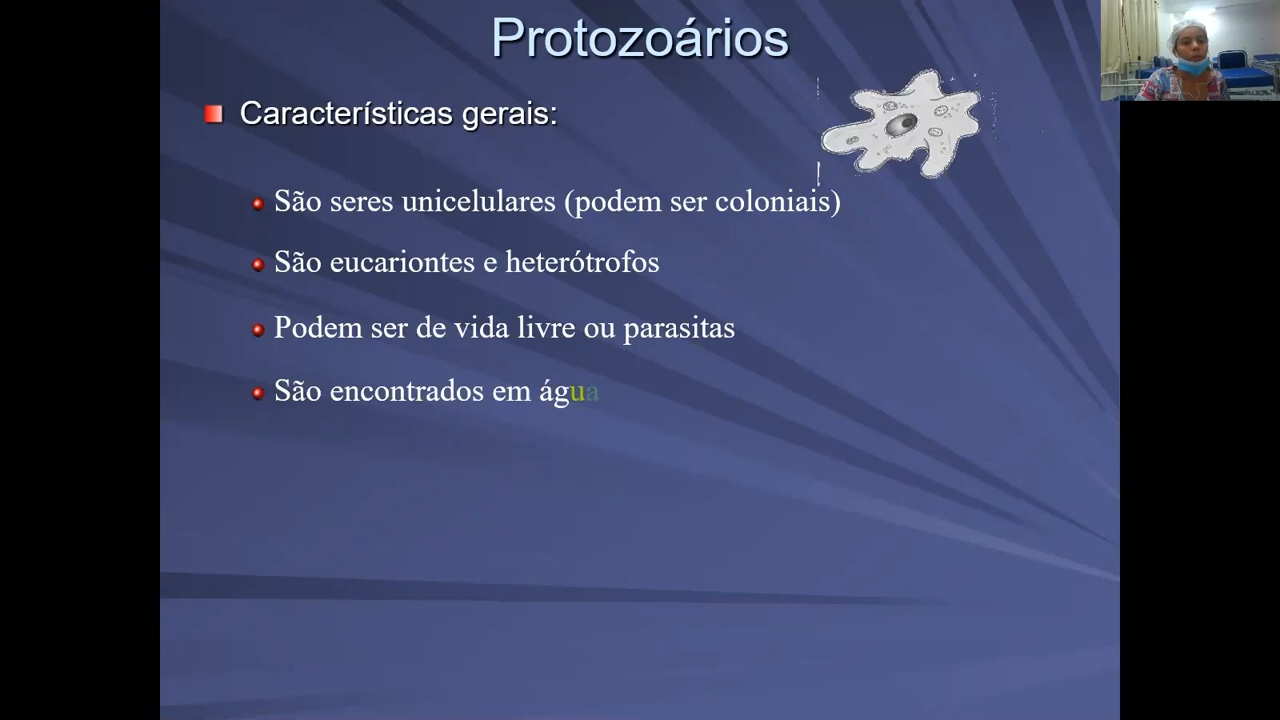 Protozoários
Características gerais:
São seres unicelulares (podem ser coloniais)
São eucariontes e heterótrofos
Podem ser de vida livre ou parasitas
São encontrados em água